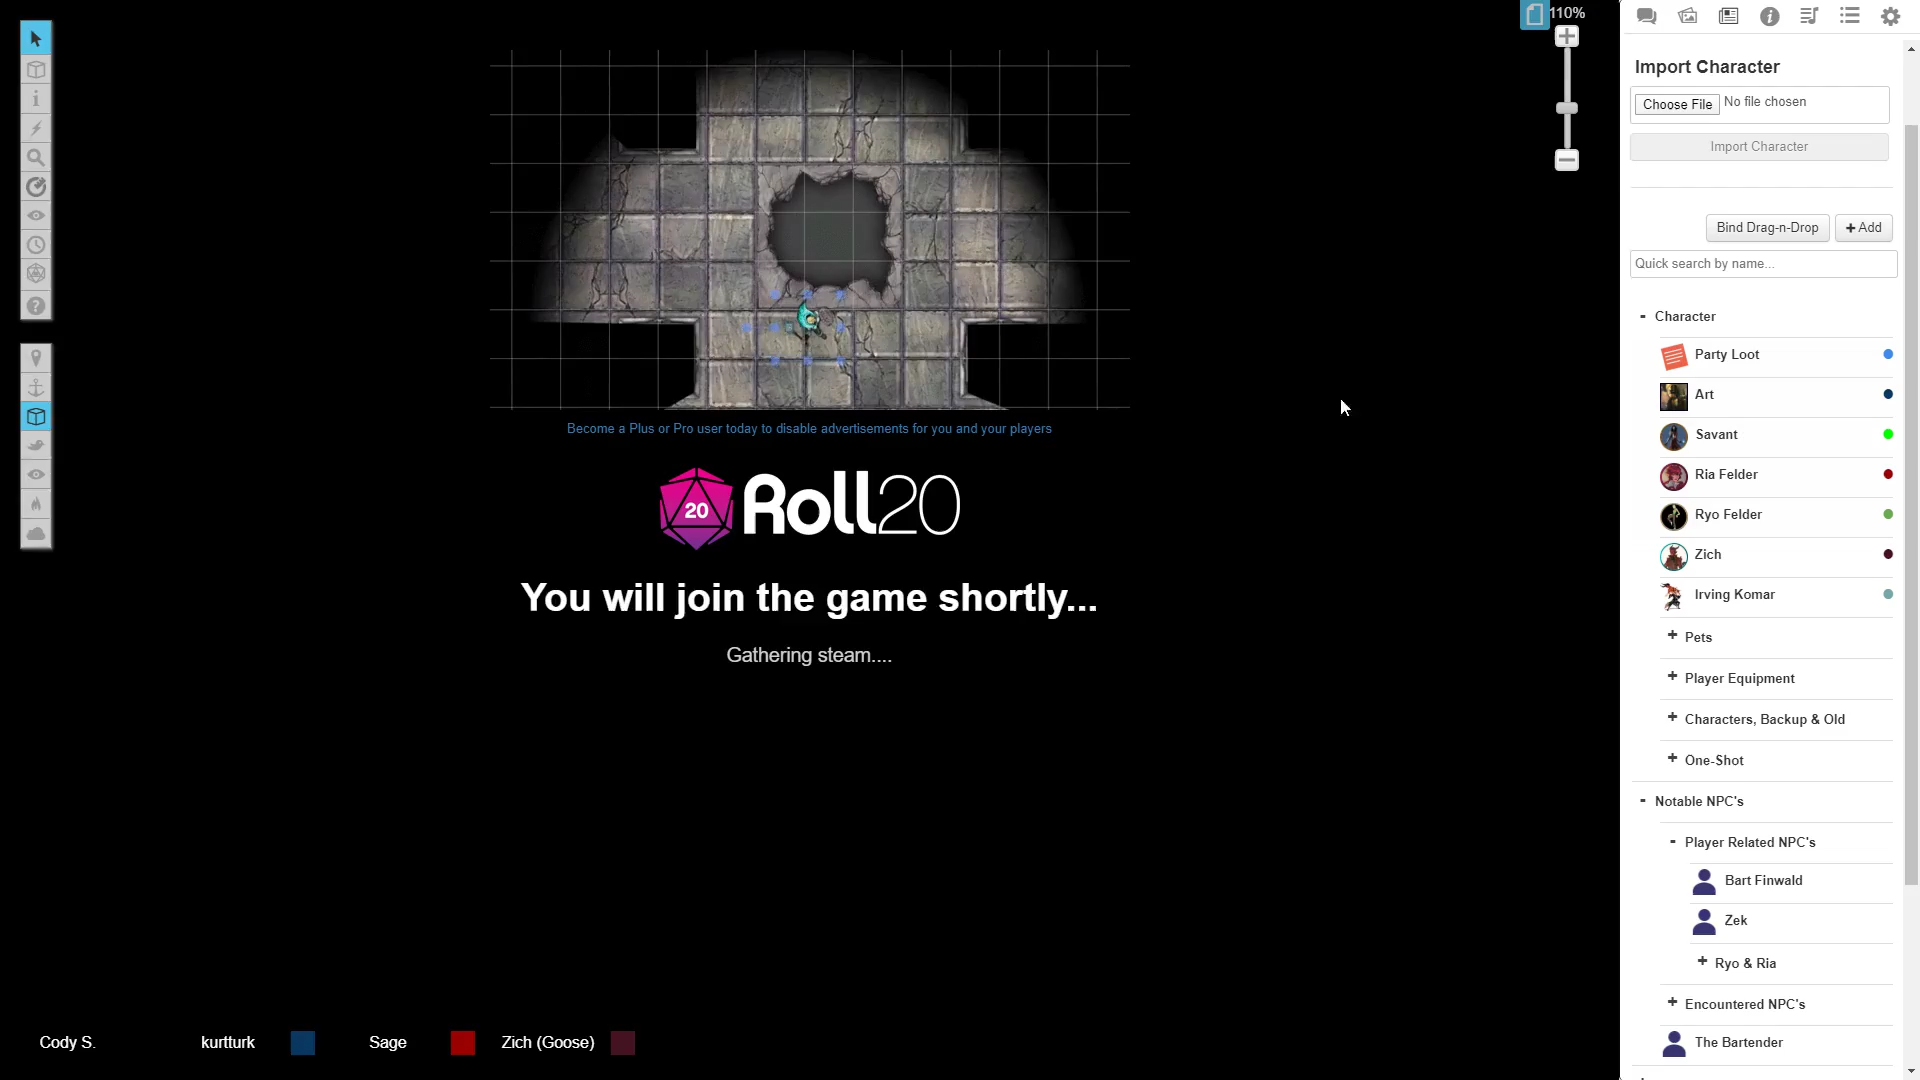 110%
Import Character
Choose File No file chosen
Import Character
Bind Drag-n-Drop
+ Add
Quick search by name...
- Character
Party Loot
Art
Savant
Ria Felder
Ryo Felder
Zich
Irving Komar
+ Pets
+ Player Equipment
+ Characters, Backup & Old
+ One-Shot
- Notable NPC's
- Player Related NPC's
Bart Finwald
Zek
+ Ryo & Ria
+ Encountered NPC's
The Bartender
Become a Plus or Pro user today to disable advertisements for you and your players
20 Roll20
You will join the game shortly...
Gathering steam....
Cody S. kurtturk Sage Zich (Goose)